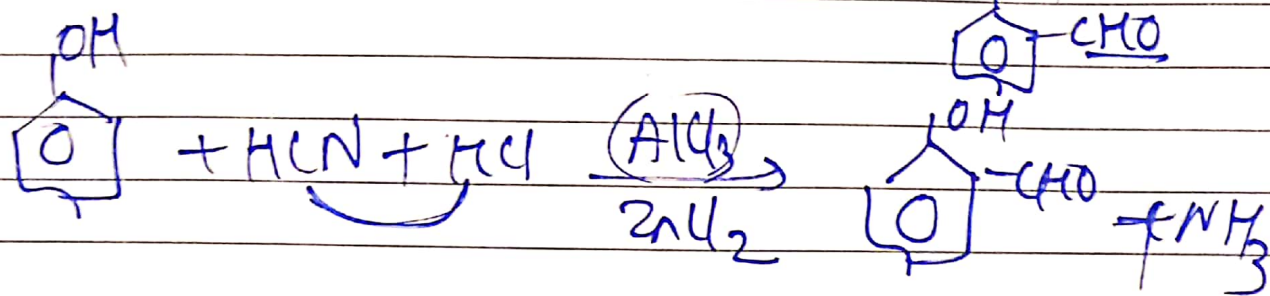 -CHO
OH
OH
+ HCN + HCl AlCl3 -CHO
ZnCl2 + NH3